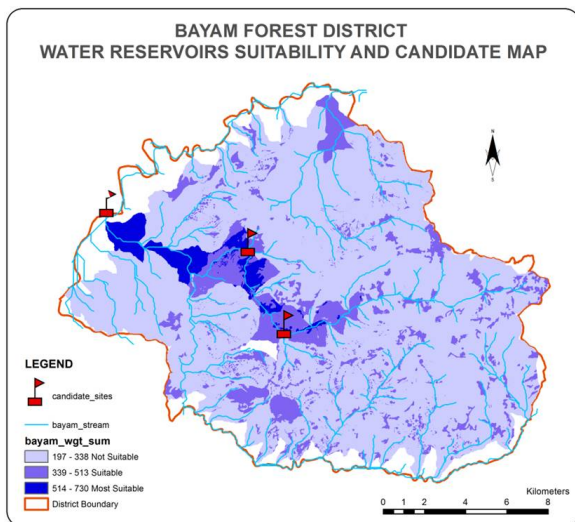 BAYAM FOREST DISTRICT
WATER RESERVOIRS SUITABILITY AND CANDIDATE MAP
N
S
LEGEND
candidate_sites
bayam_stream
bayam_wgt_sum
197 - 338 Not Suitable
339 - 513 Suitable
514 - 730 Most Suitable
District Boundary
Kilometers
0 1 2 4 6 8